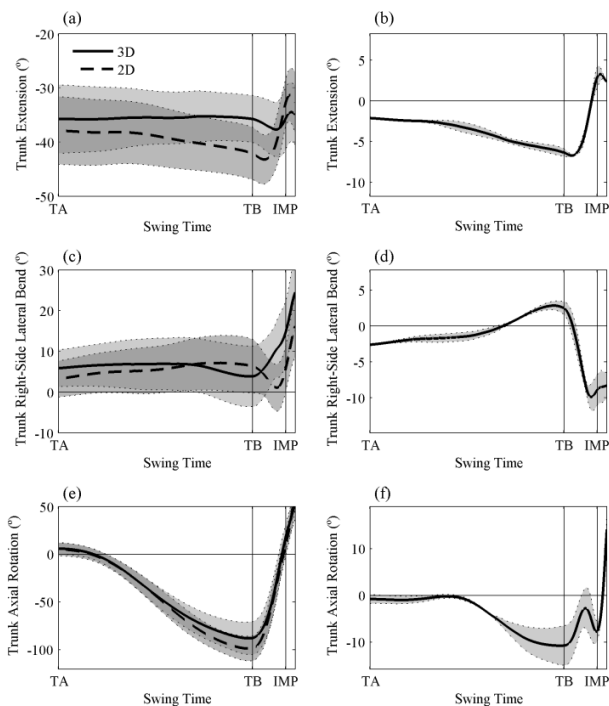 (a)
3D
2D
Trunk Extension (º)
-20
-30
-40
-50
TA
TB
IMP
Swing Time
(b)
Trunk Extension (º)
5
0
-5
-10
TA
TB
IMP
Swing Time
(c)
Trunk Right-Side Lateral Bend (º)
30
20
10
0
-10
TA
TB
IMP
Swing Time
(d)
Trunk Right-Side Lateral Bend (º)
5
0
-5
-10
TA
TB
IMP
Swing Time
(e)
Trunk Axial Rotation (º)
50
0
-50
-100
TA
TB
IMP
Swing Time
(f)
Trunk Axial Rotation (º)
10
0
-10
TA
TB
IMP
Swing Time